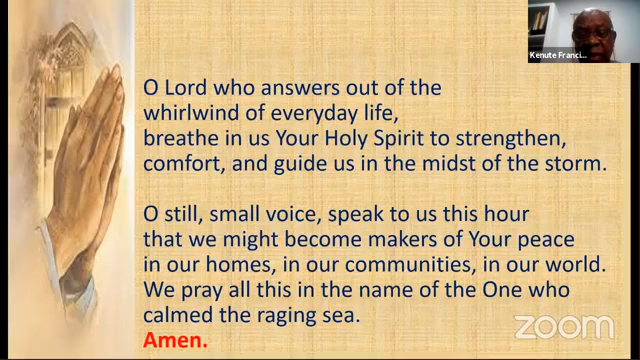 Kenute Franci...
O Lord who answers out of the
whirlwind of everyday life,
breathe in us Your Holy Spirit to strengthen,
comfort, and guide us in the midst of the storm.
O still, small voice, speak to us this hour
that we might become makers of Your peace
in our homes, in our communities, in our world.
We pray all this in the name of the One who
calmed the raging sea.
Amen.
zoom